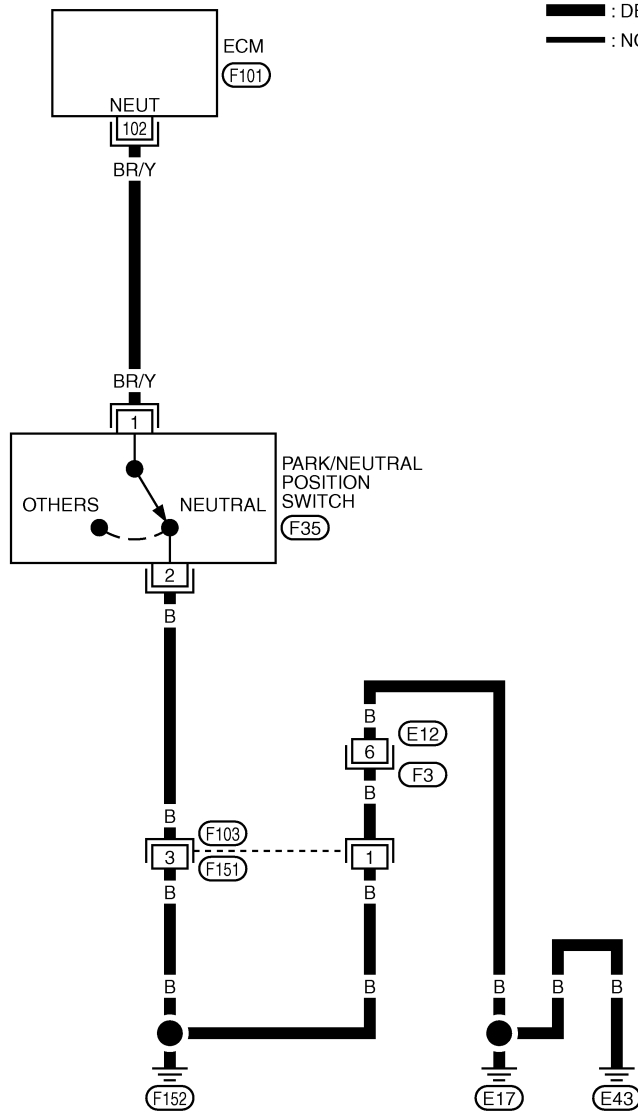 : DE
: NO
ECM
F101
NEUT
102
BR/Y
BR/Y
1
PARK/NEUTRAL
POSITION
SWITCH
F35
OTHERS
NEUTRAL
2
B
B
E12
6
F3
B
B
F103
3
1
F151
B
B
B
B
B
B
B
F152
E17
E43